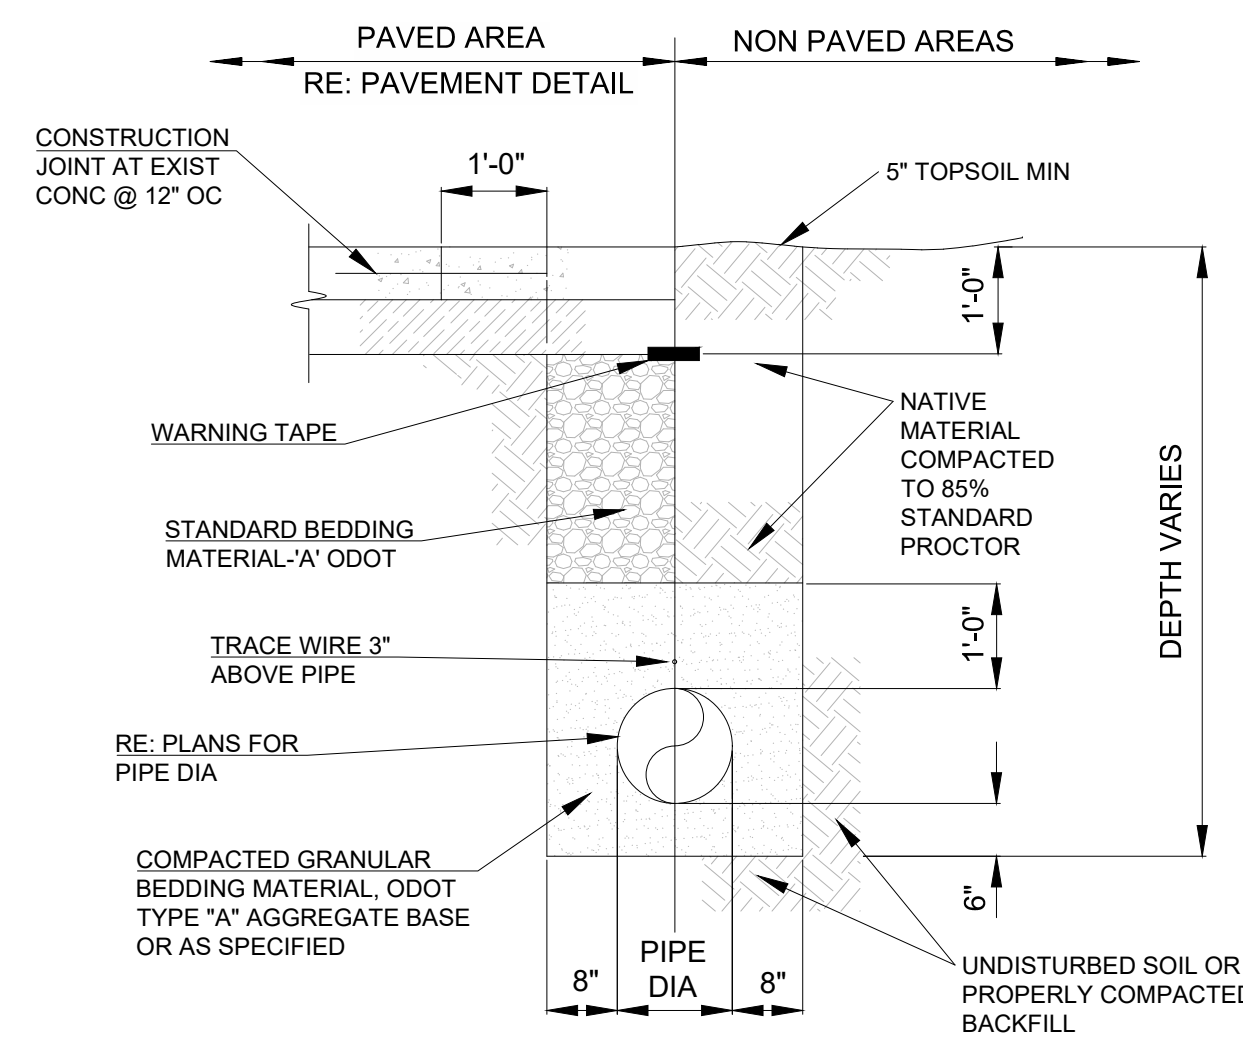 PAVED AREA
RE: PAVEMENT DETAIL
NON PAVED AREAS
CONSTRUCTION
JOINT AT EXIST
CONC @ 12" OC
1'-0"
5" TOPSOIL MIN
1'-0"
WARNING TAPE
NATIVE
MATERIAL
COMPACTED
TO 85%
STANDARD
PROCTOR
DEPTH VARIES
STANDARD BEDDING
MATERIAL-'A' ODOT
1'-0"
TRACE WIRE 3"
ABOVE PIPE
RE: PLANS FOR
PIPE DIA
COMPACTED GRANULAR
BEDDING MATERIAL, ODOT
TYPE "A" AGGREGATE BASE
OR AS SPECIFIED
6"
8"
PIPE
DIA
8"
UNDISTURBED SOIL OR
PROPERLY COMPACTED
BACKFILL